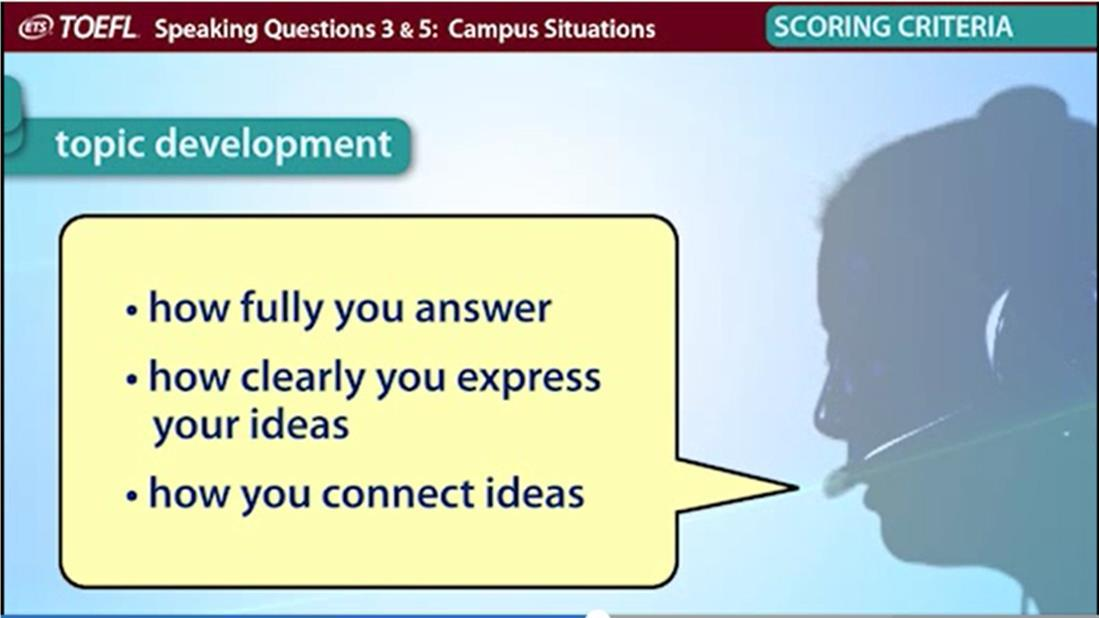 ETS TOEFL Speaking Questions 3 & 5: Campus Situations
SCORING CRITERIA
topic development
• how fully you answer
• how clearly you express
your ideas
• how you connect ideas